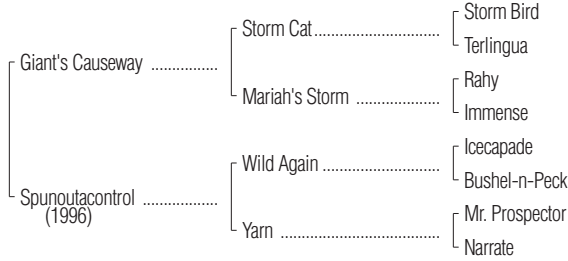 Storm Bird
Storm Cat
Terlingua
Giant's Causeway
Rahy
Mariah's Storm
Immense
Icecapade
Wild Again
Bushel-n-Peck
Spunoutacontrol
(1996)
Mr. Prospector
Yarn
Narrate